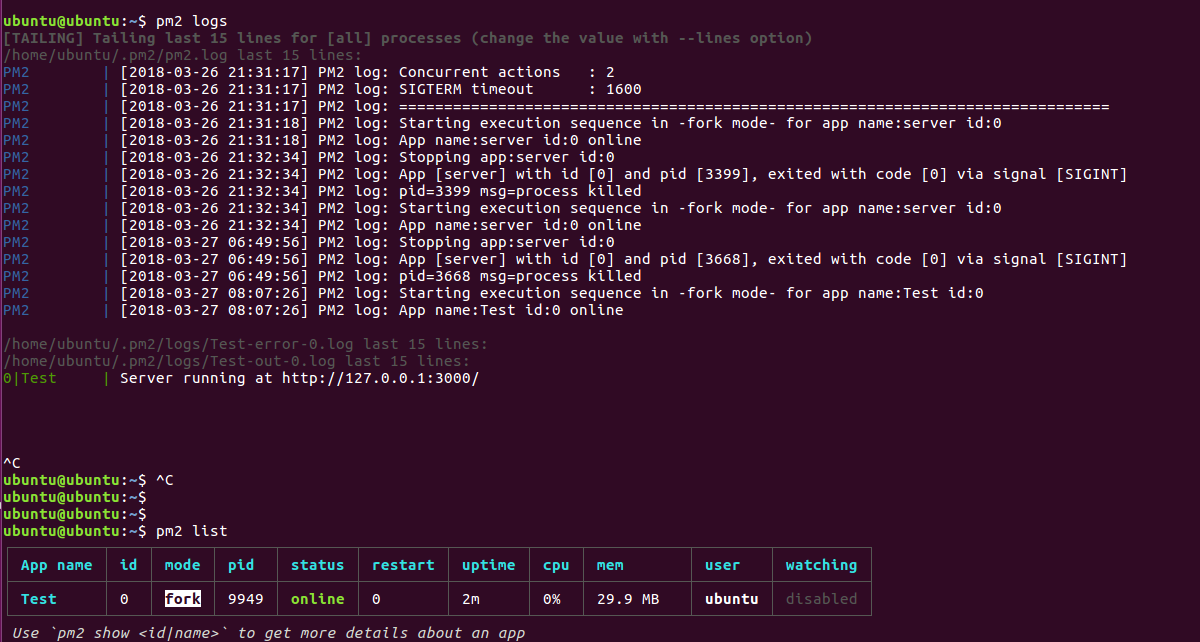 ubuntu@ubuntu:~$ pm2 logs
[TAILING] Tailing last 15 lines for [all] processes (change the value with --lines option)
/home/ubuntu/.pm2/pm2.log last 15 lines:
PM2        | [2018-03-26 21:31:17] PM2 log: Concurrent actions   : 2
PM2        | [2018-03-26 21:31:17] PM2 log: SIGTERM timeout      : 1600
PM2        | [2018-03-26 21:31:17] PM2 log: ===============================================================================
PM2        | [2018-03-26 21:31:18] PM2 log: Starting execution sequence in -fork mode- for app name:server id:0
PM2        | [2018-03-26 21:31:18] PM2 log: App name:server id:0 online
PM2        | [2018-03-26 21:32:34] PM2 log: Stopping app:server id:0
PM2        | [2018-03-26 21:32:34] PM2 log: App [server] with id [0] and pid [3399], exited with code [0] via signal [SIGINT]
PM2        | [2018-03-26 21:32:34] PM2 log: pid=3399 msg=process killed
PM2        | [2018-03-26 21:32:34] PM2 log: Starting execution sequence in -fork mode- for app name:server id:0
PM2        | [2018-03-26 21:32:34] PM2 log: App name:server id:0 online
PM2        | [2018-03-27 06:49:56] PM2 log: Stopping app:server id:0
PM2        | [2018-03-27 06:49:56] PM2 log: App [server] with id [0] and pid [3668], exited with code [0] via signal [SIGINT]
PM2        | [2018-03-27 06:49:56] PM2 log: pid=3668 msg=process killed
PM2        | [2018-03-27 08:07:26] PM2 log: Starting execution sequence in -fork mode- for app name:Test id:0
PM2        | [2018-03-27 08:07:26] PM2 log: App name:Test id:0 online
/home/ubuntu/.pm2/logs/Test-error-0.log last 15 lines:
/home/ubuntu/.pm2/logs/Test-out-0.log last 15 lines:
0|Test     | Server running at http://127.0.0.1:3000/
^C
ubuntu@ubuntu:~$ ^C
ubuntu@ubuntu:~$
ubuntu@ubuntu:~$
ubuntu@ubuntu:~$ pm2 list
App name │ id │ mode │ pid │ status │ restart │ uptime │ cpu │ mem │ user │ watching
Test │ 0 │ fork │ 9949 │ online │ 0 │ 2m │ 0% │ 29.9 MB │ ubuntu │ disabled
Use `pm2 show <id|name>` to get more details about an app